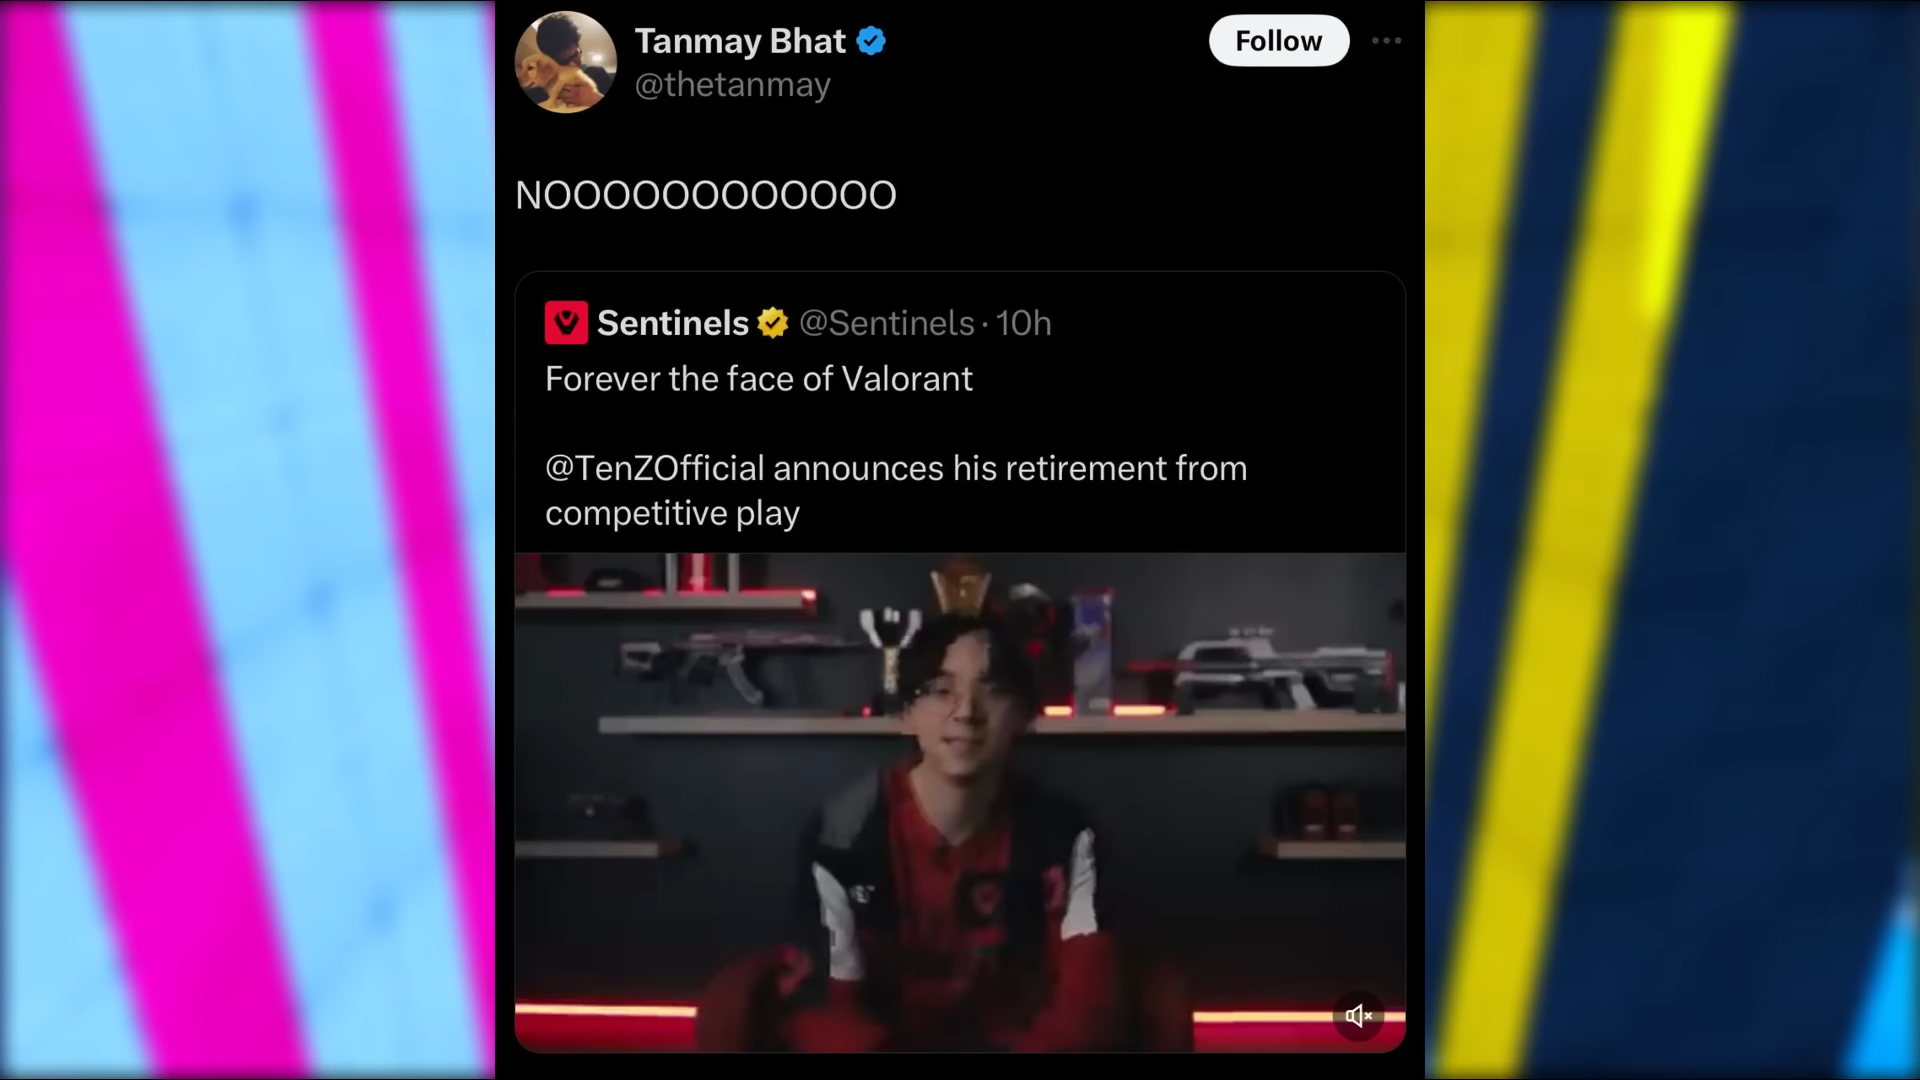 Tanmay Bhat
Follow
@thetanmay
NOOOOOOOOOOOO
Sentinels @Sentinels · 10h
Forever the face of Valorant
@TenZOfficial announces his retirement from
competitive play